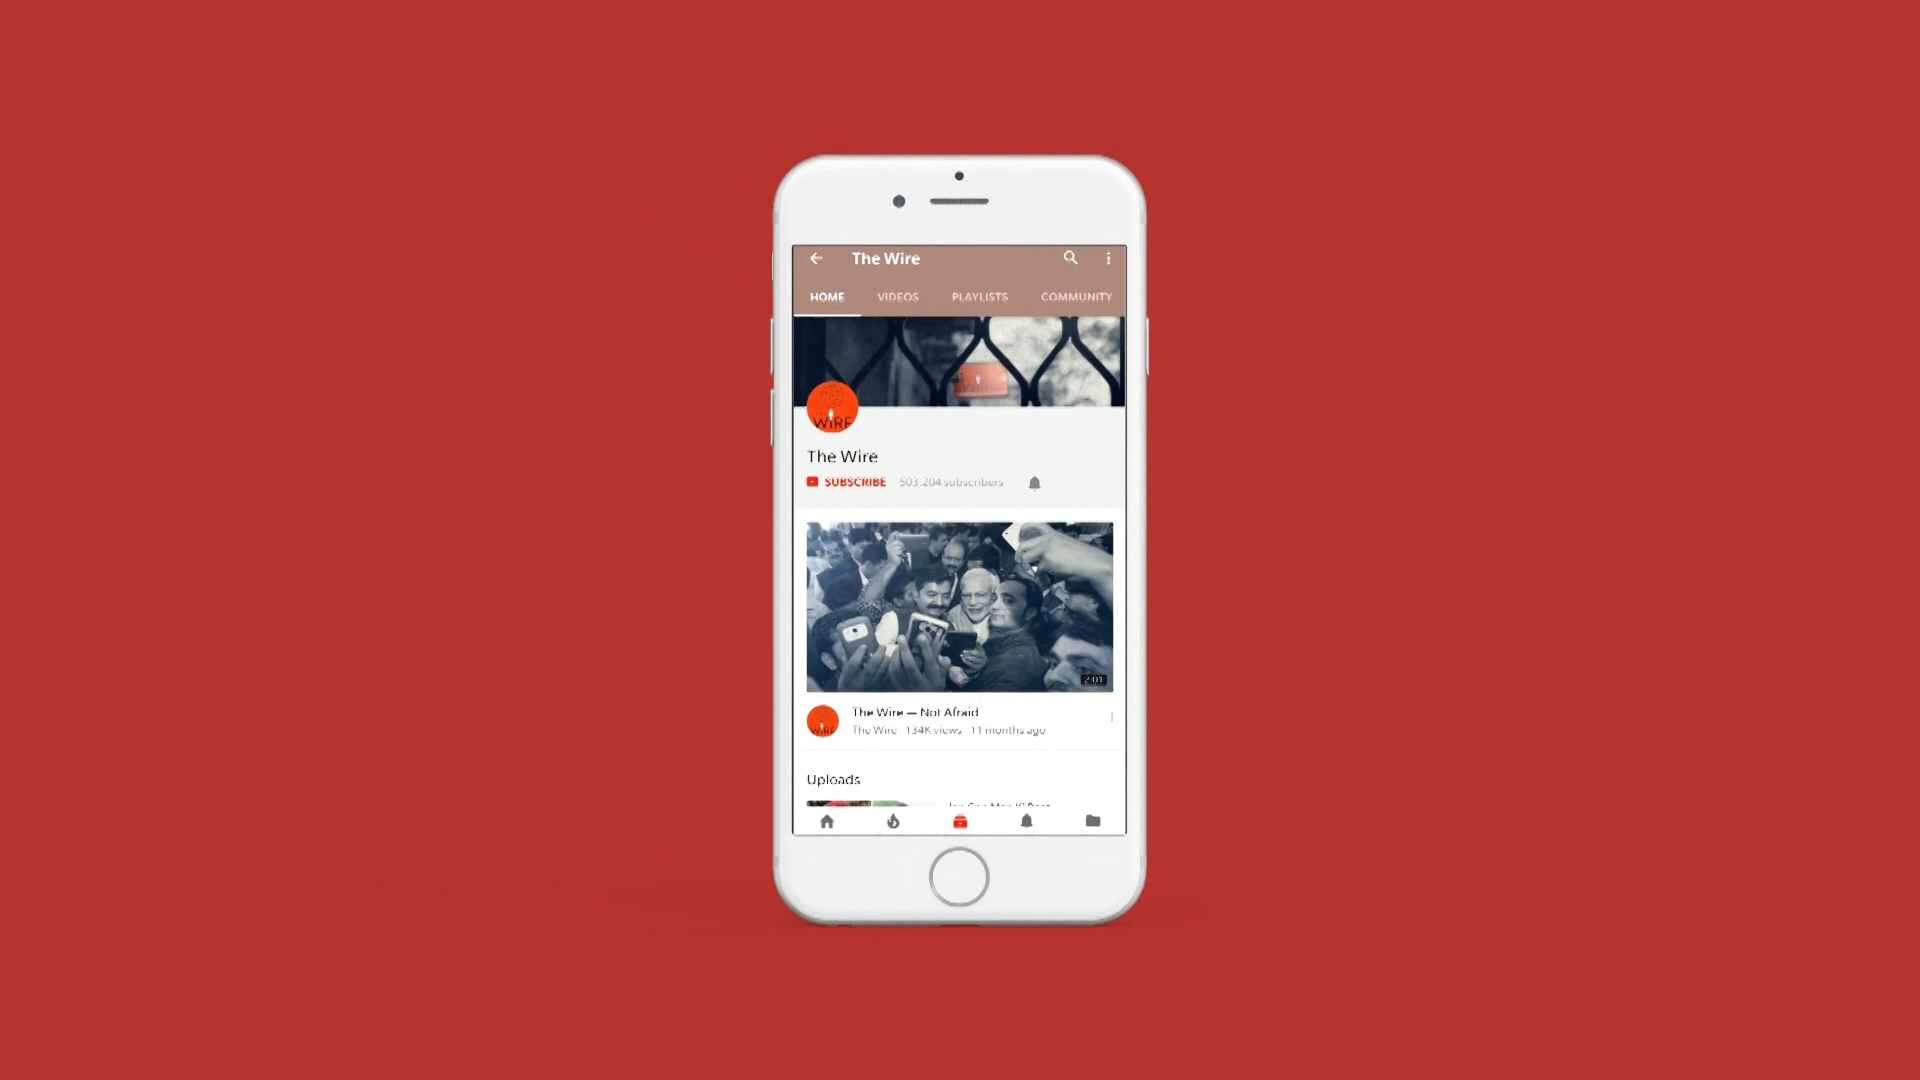 The Wire
HOME VIDEOS PLAYLISTS COMMUNITY
WIRE
The Wire
SUBSCRIBE 503,204 subscribers
2:01
The Wire — Not Afraid
WIRE
The Wire 134K views 11 months ago
Uploads